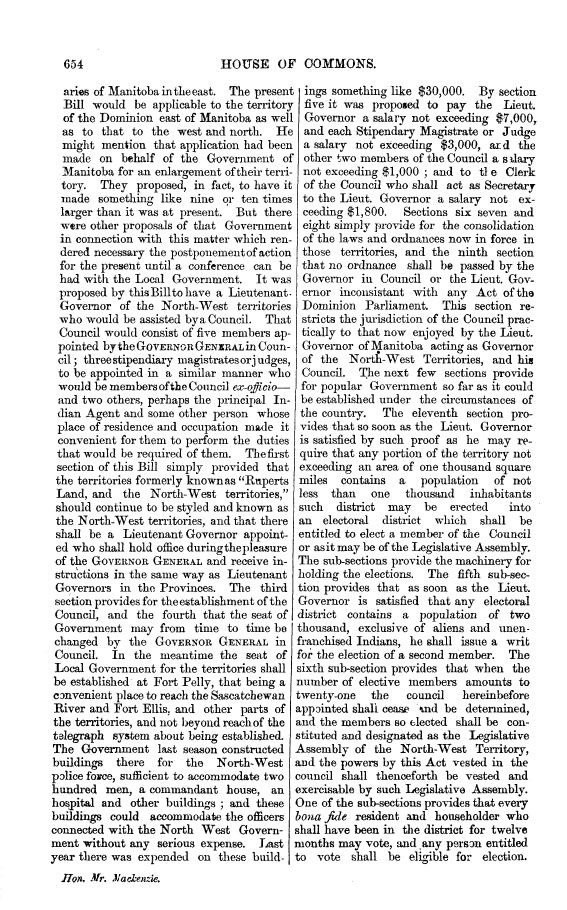 654
HOUSE OF COMMONS.
aries of Manitoba in the east. The present
Bill would be applicable to the territory
of the Dominion east of Manitoba as well
as to that to the west and north. He
might mention that application had been
made on behalf of the Government of
Manitoba for an enlargement of their terri-
tory. They proposed, in fact, to have it
made something like nine or ten times
larger than it was at present. But there
were other proposals of that Government
in connection with this matter which ren-
dered necessary the postponement of action
for the present until a conference can be
had with the Local Government. It was
proposed by this Bill to have a Lieutenant-
Governor of the North-West territories
who would be assisted by a Council. That
Council would consist of five members ap-
pointed by the GOVERNOR GENERAL in Coun-
cil; three stipendiary magistrates or judges,
to be appointed in a similar manner who
would be members of the Council ex-officio—
and two others, perhaps the principal In-
dian Agent and some other person whose
place of residence and occupation made it
convenient for them to perform the duties
that would be required of them. The first
section of this Bill simply provided that
the territories formerly known as "Ruperts
Land, and the North-West territories,"
should continue to be styled and known as
the North-West territories, and that there
shall be a Lieutenant Governor appoint-
ed who shall hold office during the pleasure
of the GOVERNOR GENERAL and receive in-
structions in the same way as Lieutenant
Governors in the Provinces. The third
section provides for the establishment of the
Council, and the fourth that the seat of
Government may from time to time be
changed by the GOVERNOR GENERAL in
Council. In the meantime the seat of
Local Government for the territories shall
be established at Fort Pelly, that being a
convenient place to reach the Sascatchewan
River and Fort Ellis, and other parts of
the territories, and not beyond reach of the
telegraph system about being established.
The Government last season constructed
buildings there for the North-West
police force, sufficient to accommodate two
hundred men, a commandant house, an
hospital and other buildings; and these
buildings could accommodate the officers
connected with the North West Govern-
ment without any serious expense. Last
year there was expended on these build-
ings something like $30,000. By section
five it was proposed to pay the Lieut.
Governor a salary not exceeding $7,000,
and each Stipendary Magistrate or Judge
a salary not exceeding $3,000, and the
other two members of the Council a salary
not exceeding $1,000; and to the Clerk
of the Council who shall act as Secretary
to the Lieut. Governor a salary not ex-
ceeding $1,800. Sections six seven and
eight simply provide for the consolidation
of the laws and ordnances now in force in
those territories, and the ninth section
that no ordnance shall be passed by the
Governor in Council or the Lieut. Gov-
ernor inconsistant with any Act of the
Dominion Parliament. This section re-
stricts the jurisdiction of the Council prac-
tically to that now enjoyed by the Lieut.
Governor of Manitoba acting as Governor
of the North-West Territories, and his
Council. The next few sections provide
for popular Government so far as it could
be established under the circumstances of
the country. The eleventh section pro-
vides that so soon as the Lieut. Governor
is satisfied by such proof as he may re-
quire that any portion of the territory not
exceeding an area of one thousand square
miles contains a population of not
less than one thousand inhabitants
such district may be erected into
an electoral district which shall be
entitled to elect a member of the Council
or as it may be of the Legislative Assembly.
The sub-sections provide the machinery for
holding the elections. The fifth sub-sec-
tion provides that as soon as the Lieut.
Governor is satisfied that any electoral
district contains a population of two
thousand, exclusive of aliens and unen-
franchised Indians, he shall issue a writ
for the election of a second member. The
sixth sub-section provides that when the
number of elective members amounts to
twenty-one the council hereinbefore
appointed shall cease and be determined,
and the members so elected shall be con-
stituted and designated as the Legislative
Assembly of the North-West Territory,
and the powers by this Act vested in the
council shall thenceforth be vested and
exercisable by such Legislative Assembly.
One of the sub-sections provides that every
bona fide resident and householder who
shall have been in the district for twelve
months may vote, and any person entitled
to vote shall be eligible for election.
Hon. Mr. Mackenzie.